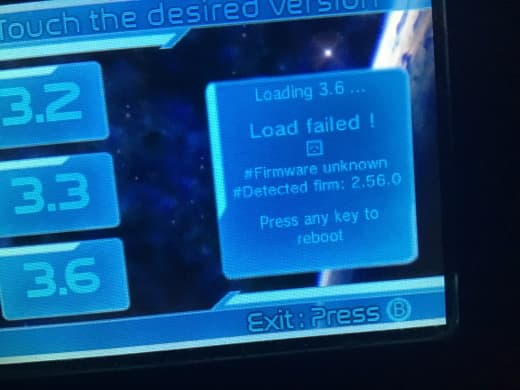 Touch the desired version
3.2
3.3
3.6
Loading 3.6 ...
Load failed !
#Firmware unknown
#Detected firm: 2.56.0
Press any key to
reboot
Exit : Press B